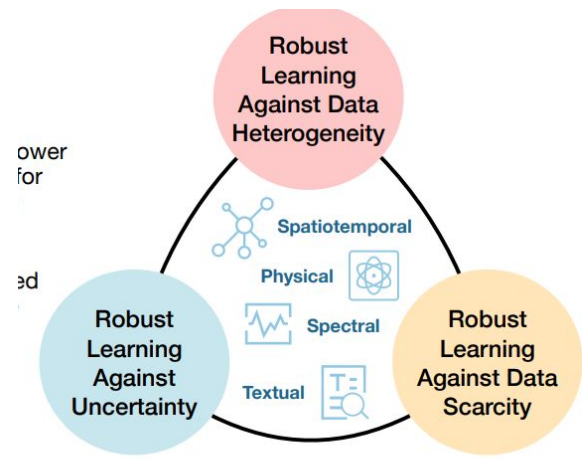 Robust
Learning
Against Data
Heterogeneity
ower
for
Spatiotemporal
Physical
ed
Spectral
Robust
Learning
Against
Uncertainty
Textual
Robust
Learning
Against Data
Scarcity